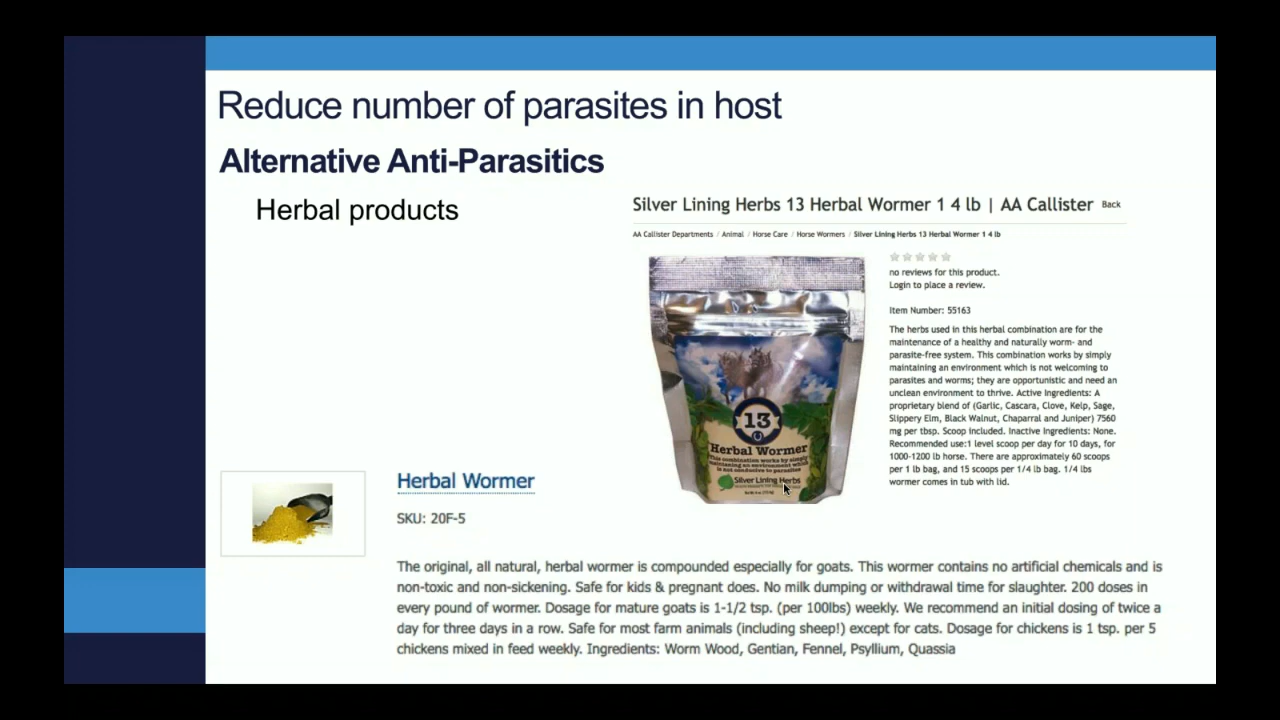 Reduce number of parasites in host
Alternative Anti-Parasitics
Herbal products
Silver Lining Herbs 13 Herbal Wormer 1 4 lb | AA Callister Back
AA Callister Departments / Animal / Horse Care / Horse Wormers / Silver Lining Herbs 13 Herbal Wormer 1 4 lb
no reviews for this product.
Login to place a review.
Item Number: 55163
The herbs used in this herbal combination are for the
maintenance of a healthy and naturally worm- and
parasite-free system. This combination works by simply
maintaining an environment which is not welcoming to
parasites and worms; they are opportunistic and need an
unclean environment to thrive. Active Ingredients: A
proprietary blend of (Garlic, Cascara, Clove, Kelp, Sage,
Slippery Elm, Black Walnut, Chaparral and Juniper) 7560
mg per tbsp. Scoop included. Inactive Ingredients: None.
Recommended use:1 level scoop per day for 10 days, for
1000-1200 lb horse. There are approximately 60 scoops
per 1 lb bag, and 15 scoops per 1/4 lb bag. 1/4 lbs
wormer comes in tub with lid.
13
Herbal Wormer
This combination works by simply
maintaining an environment which
is not conducive to parasites
Silver Lining Herbs
Herbal Wormer
SKU: 20F-5
The original, all natural, herbal wormer is compounded especially for goats. This wormer contains no artificial chemicals and is
non-toxic and non-sickening. Safe for kids & pregnant does. No milk dumping or withdrawal time for slaughter. 200 doses in
every pound of wormer. Dosage for mature goats is 1-1/2 tsp. (per 100lbs) weekly. We recommend an initial dosing of twice a
day for three days in a row. Safe for most farm animals (including sheep!) except for cats. Dosage for chickens is 1 tsp. per 5
chickens mixed in feed weekly. Ingredients: Worm Wood, Gentian, Fennel, Psyllium, Quassia